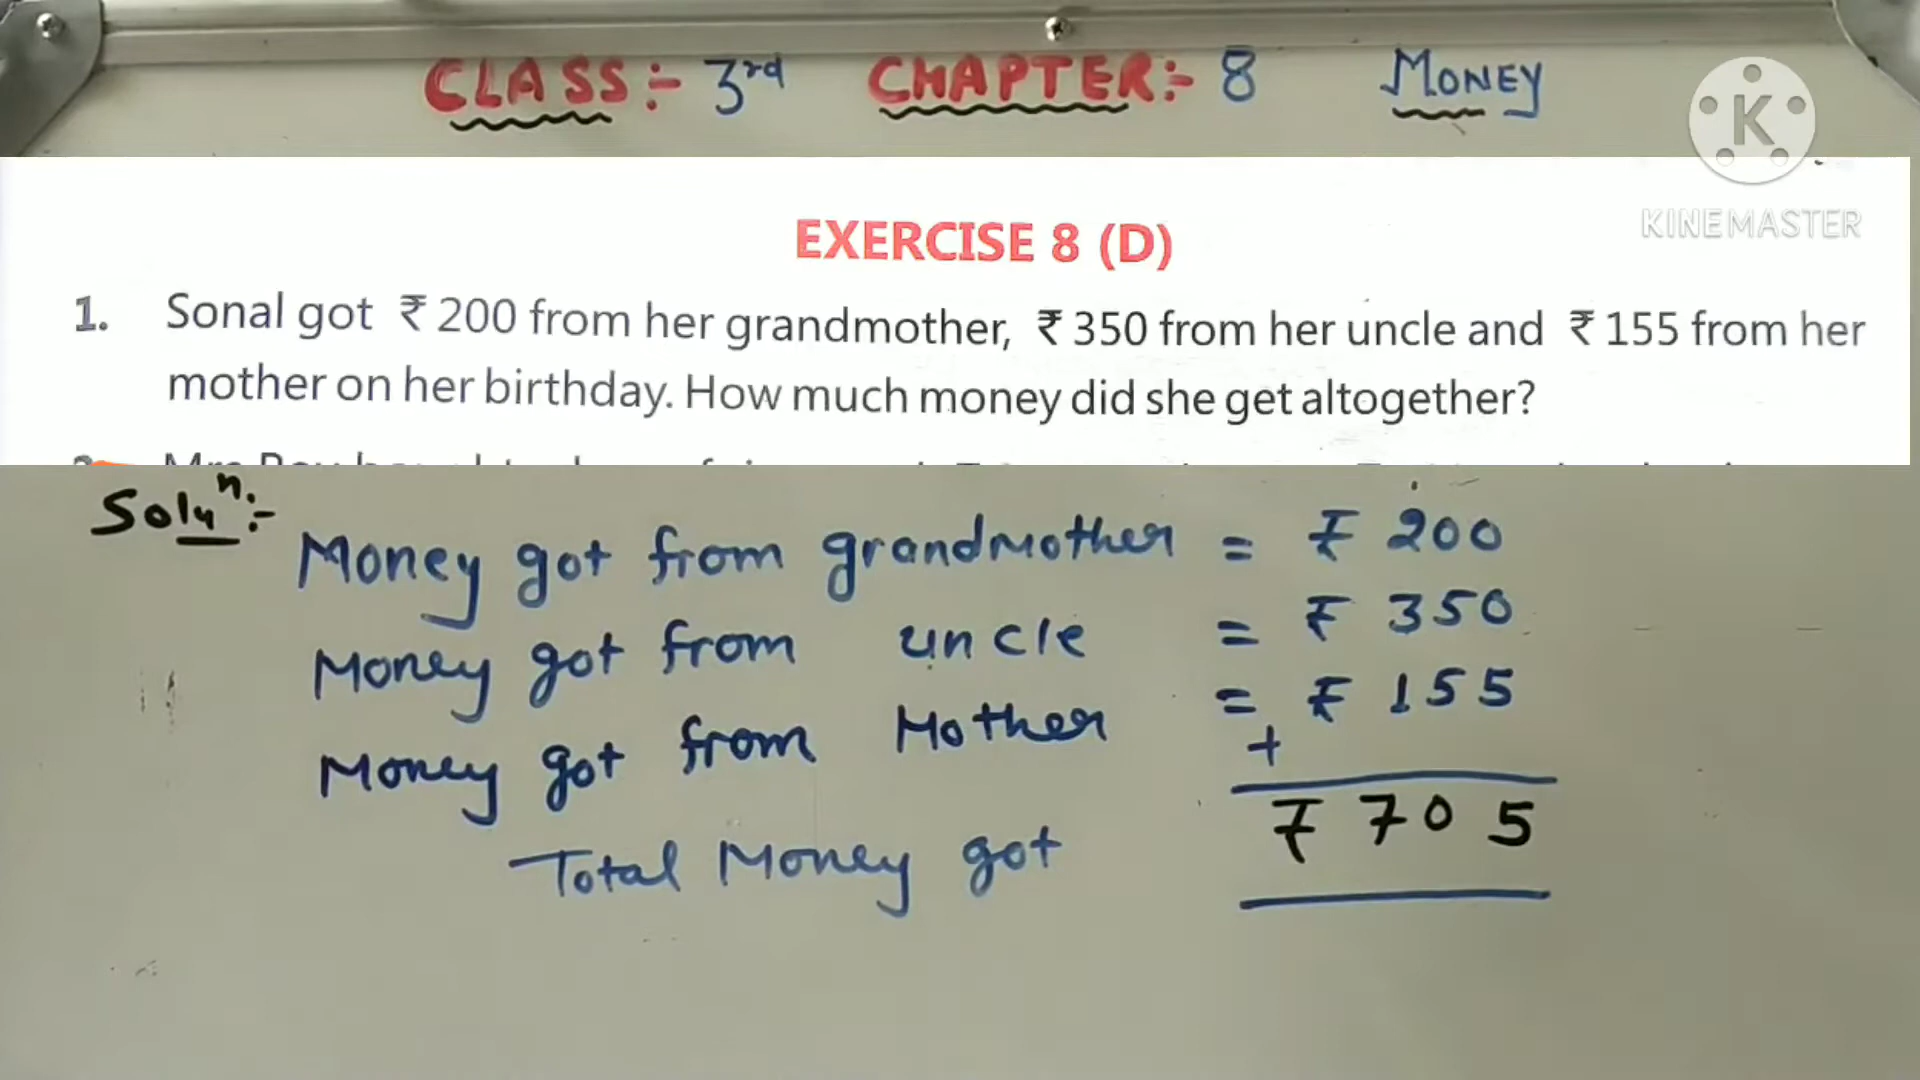 CLASS:- 3rd CHAPTER:- 8 MONEY
K
KINEMASTER
EXERCISE 8 (D)
1. Sonal got ₹ 200 from her grandmother, ₹ 350 from her uncle and ₹ 155 from her
mother on her birthday. How much money did she get altogether?
Soluⁿ:-
Money got from grandmother = ₹ 200
Money got from uncle = ₹ 350
Money got from Mother = ₹ 155
+
Total Money got ₹ 705